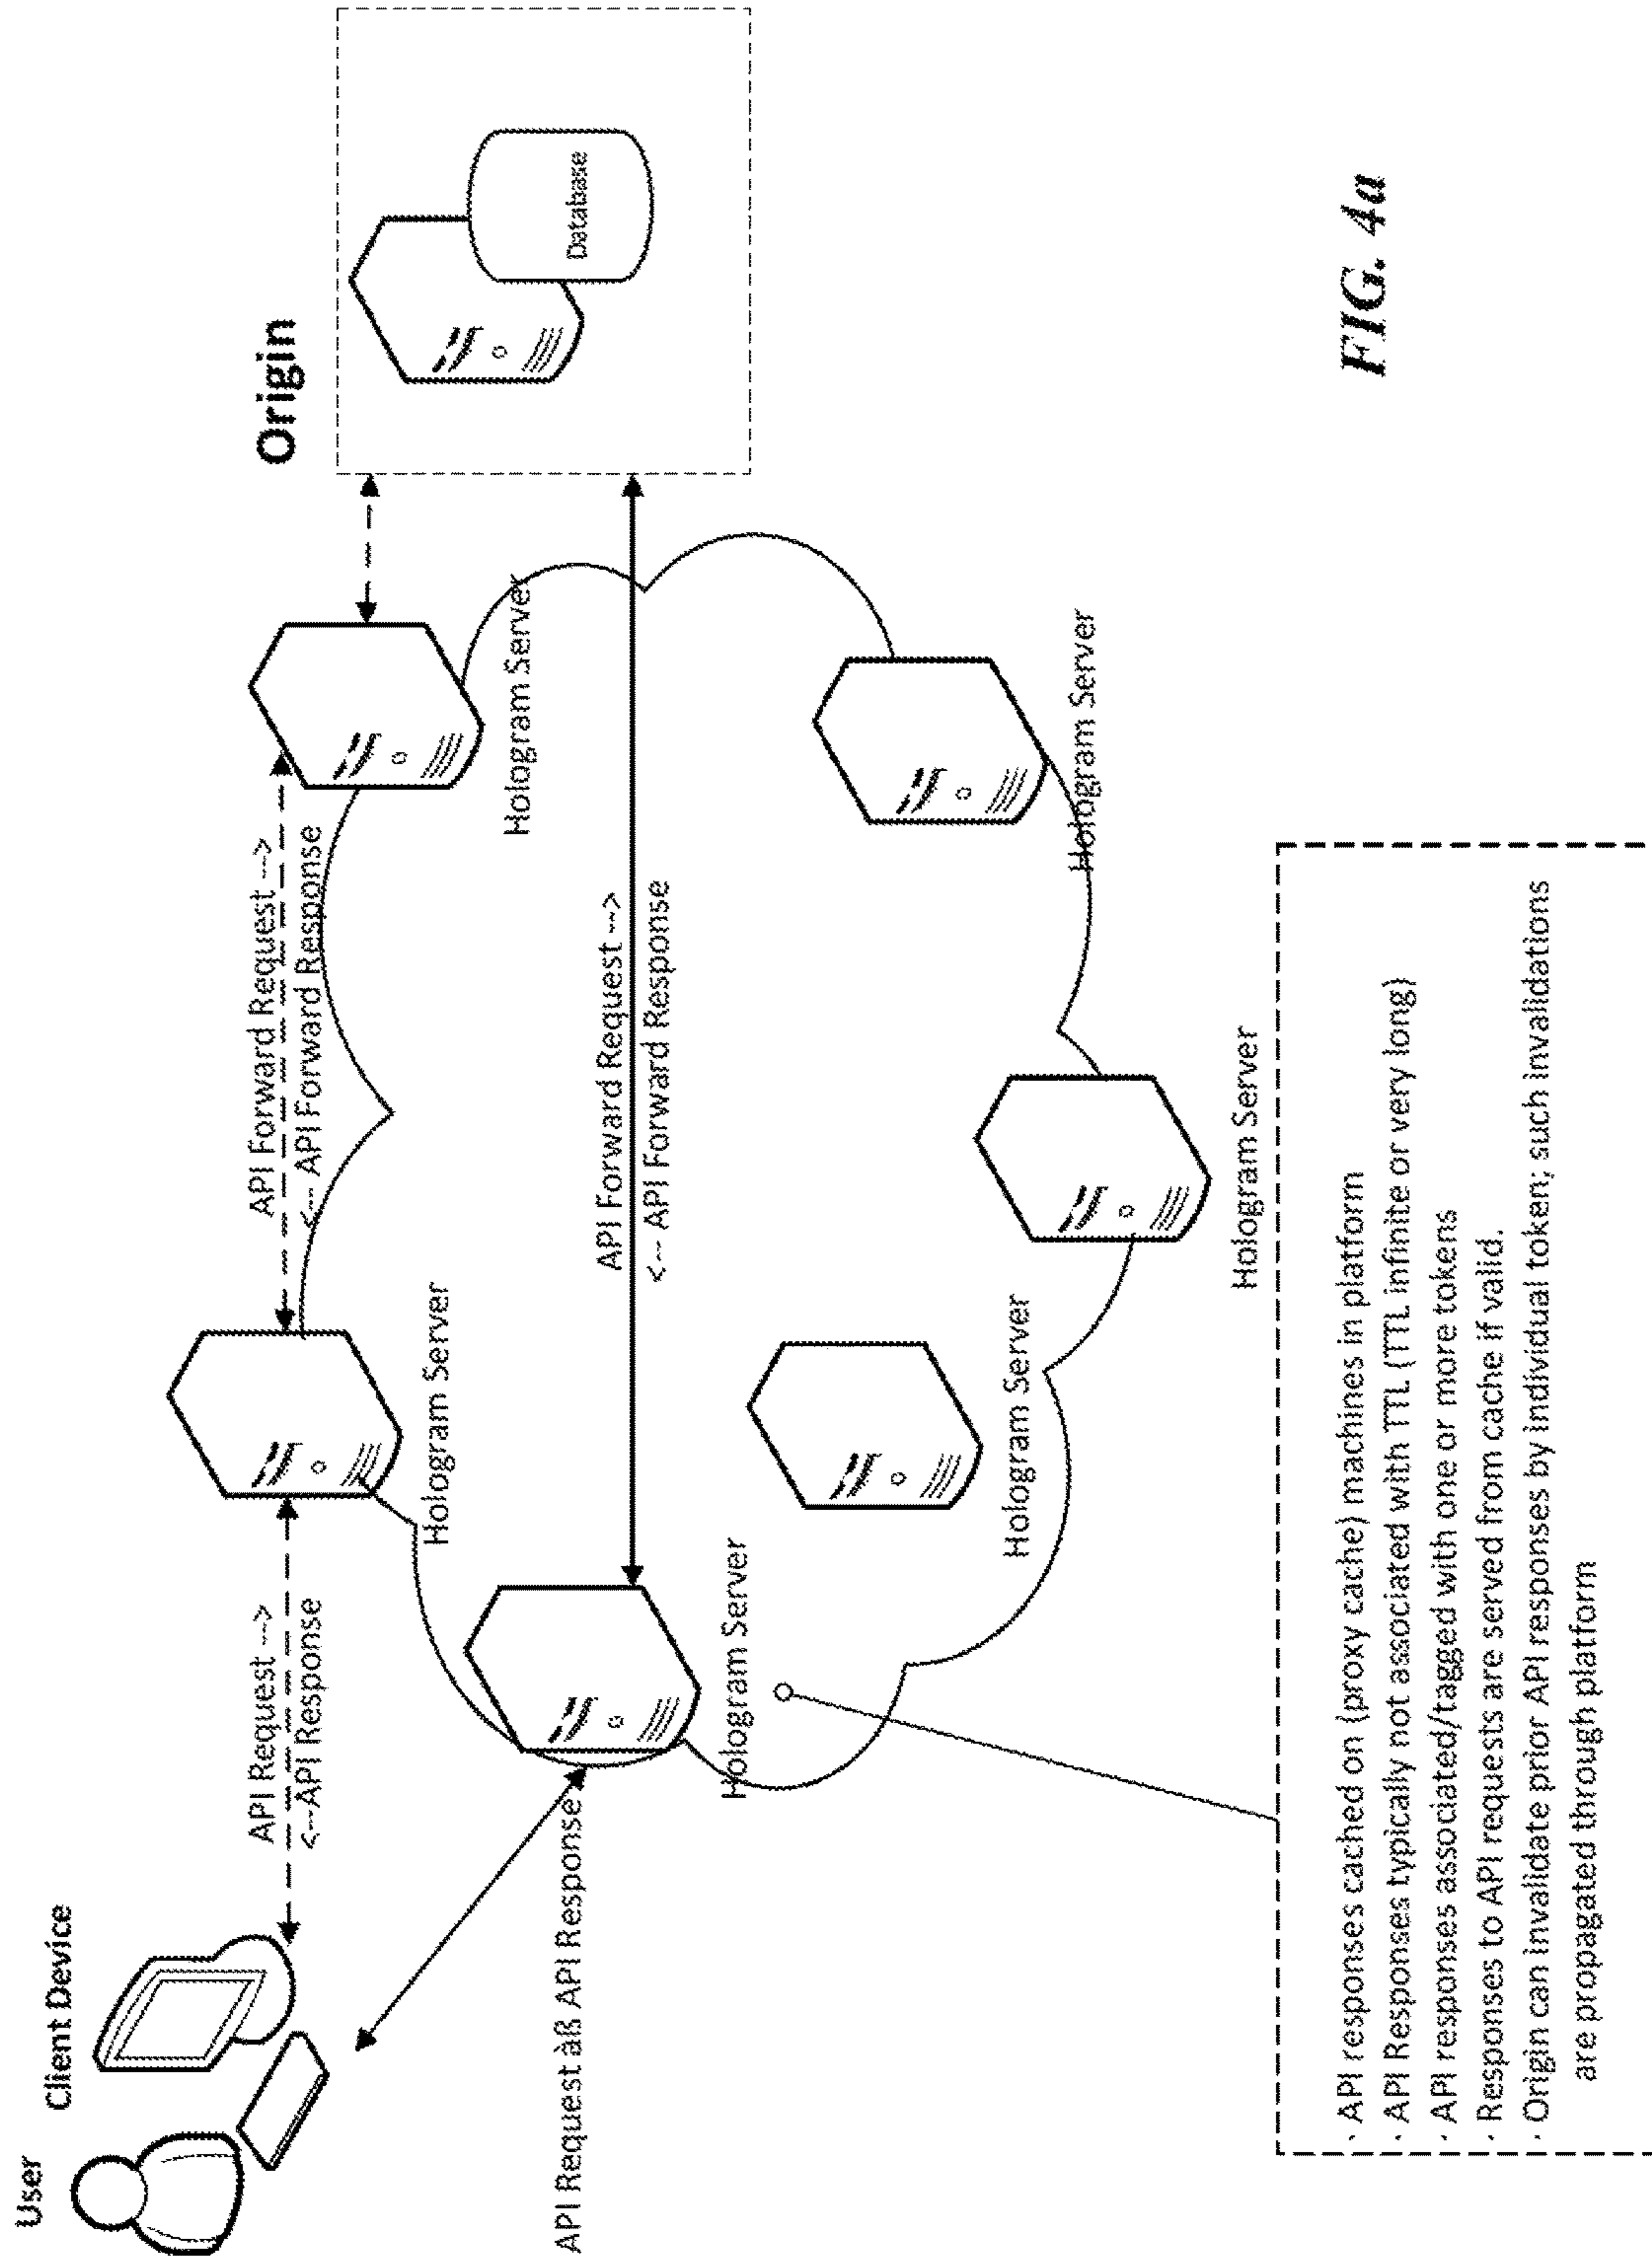 User
Client Device
API Request -->
<--API Response
API Forward Request --->
<--- API Forward Response
Origin
Database
Hologram Server
Hologram Server
API Request àß API Response
API Forward Request --->
<-- API Forward Response
Hologram Server
Hologram Server
Hologram Server
Hologram Server
· API responses cached on (proxy cache) machines in platform
· API Responses typically not associated with TTL (TTL infinite or very long)
· API responses associated/tagged with one or more tokens
· Responses to API requests are served from cache if valid.
· Origin can invalidate prior API responses by individual token; such invalidations
are propagated through platform
FIG. 4a